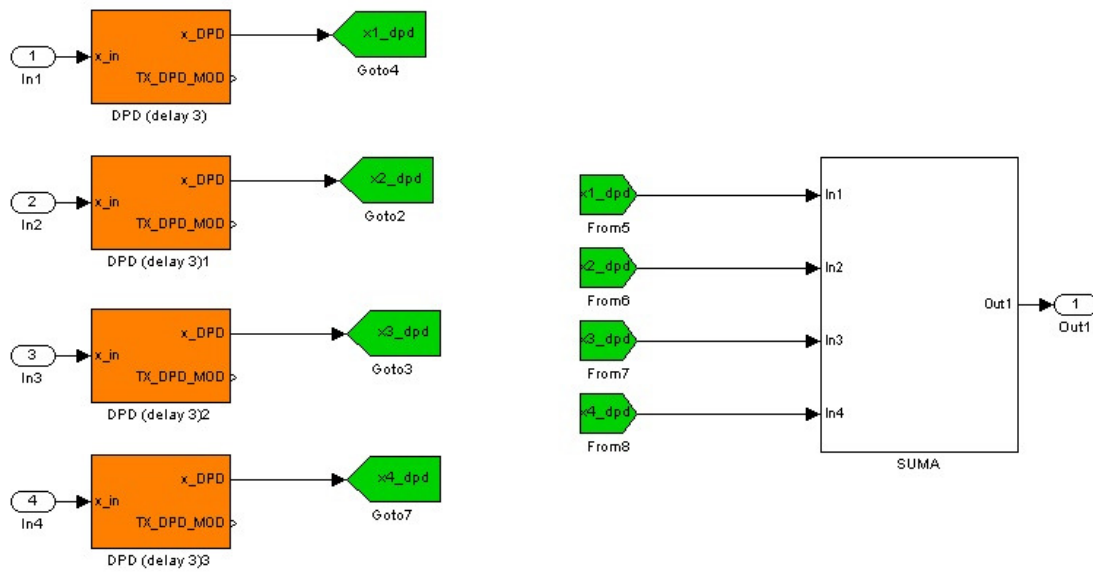 x_DPD
x1_dpd
1
x_in
In1
TX_DPD_MOD
Goto4
DPD (delay 3)
x_DPD
x2_dpd
2
x_in
In2
TX_DPD_MOD
Goto2
DPD (delay 3)1
x_DPD
x3_dpd
3
x_in
In3
TX_DPD_MOD
Goto3
DPD (delay 3)2
x_DPD
x4_dpd
4
x_in
In4
TX_DPD_MOD
Goto7
DPD (delay 3)3
x1_dpd
From5
x2_dpd
From6
x3_dpd
From7
x4_dpd
From8
In1
In2
In3
In4
Out1
SUMA
1
Out1